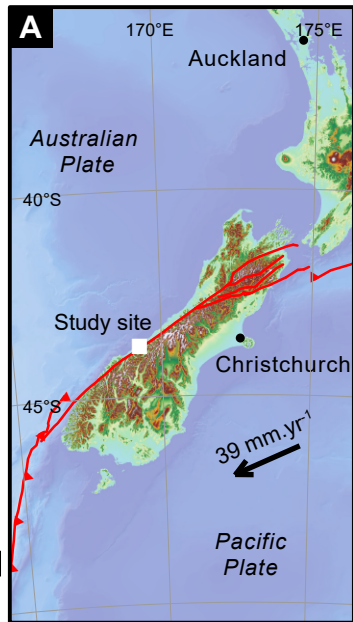 A
170°E
175°E
Auckland
Australian
Plate
40°S
Study site
Christchurch
45°S
39 mm.yr⁻¹
Pacific
Plate